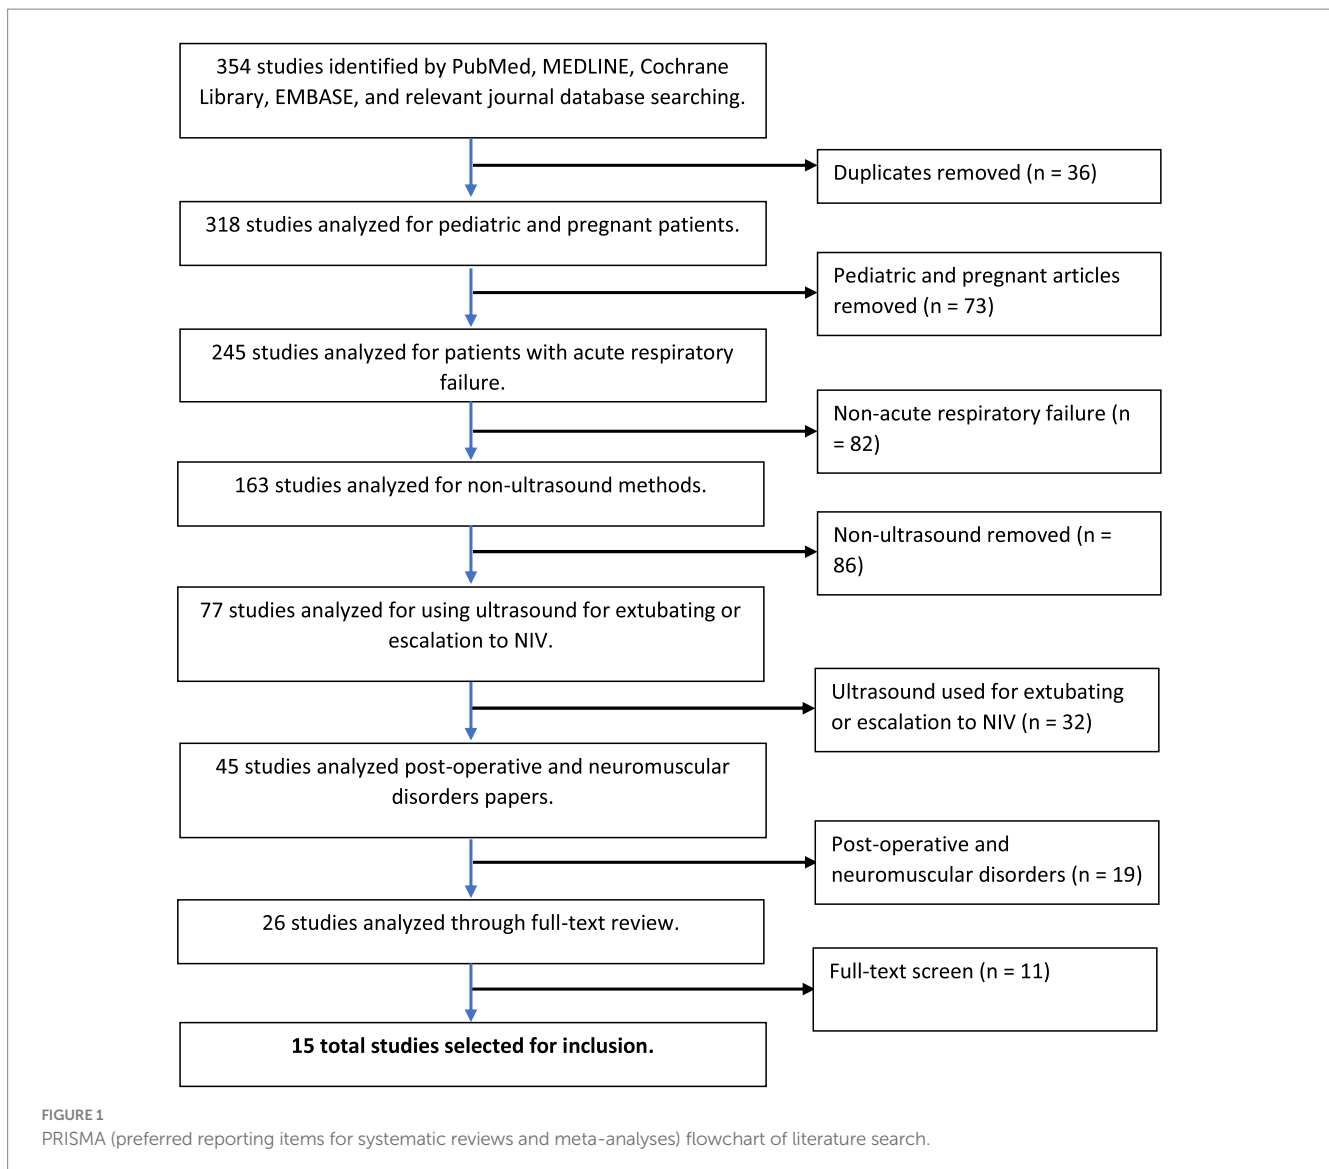 354 studies identified by PubMed, MEDLINE, Cochrane
Library, EMBASE, and relevant journal database searching.
Duplicates removed (n = 36)
318 studies analyzed for pediatric and pregnant patients.
Pediatric and pregnant articles
removed (n = 73)
245 studies analyzed for patients with acute respiratory
failure.
Non-acute respiratory failure (n
= 82)
163 studies analyzed for non-ultrasound methods.
Non-ultrasound removed (n =
86)
77 studies analyzed for using ultrasound for extubating or
escalation to NIV.
Ultrasound used for extubating
or escalation to NIV (n = 32)
45 studies analyzed post-operative and neuromuscular
disorders papers.
Post-operative and
neuromuscular disorders (n = 19)
26 studies analyzed through full-text review.
Full-text screen (n = 11)
15 total studies selected for inclusion.
FIGURE 1
PRISMA (preferred reporting items for systematic reviews and meta-analyses) flowchart of literature search.